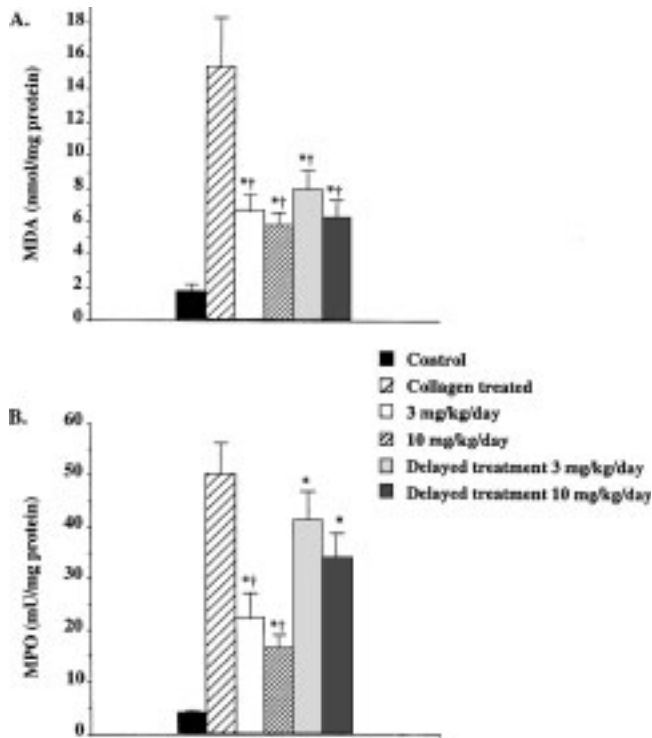 A.
18
16
14
12
10
8
6
4
2
0
MDA (nmol/mg protein)
*†
*†
*†
*†
Control
Collagen treated
3 mg/kg/day
10 mg/kg/day
Delayed treatment 3 mg/kg/day
Delayed treatment 10 mg/kg/day
B.
60
50
40
30
20
10
0
MPO (mU/mg protein)
*†
*†
*
*